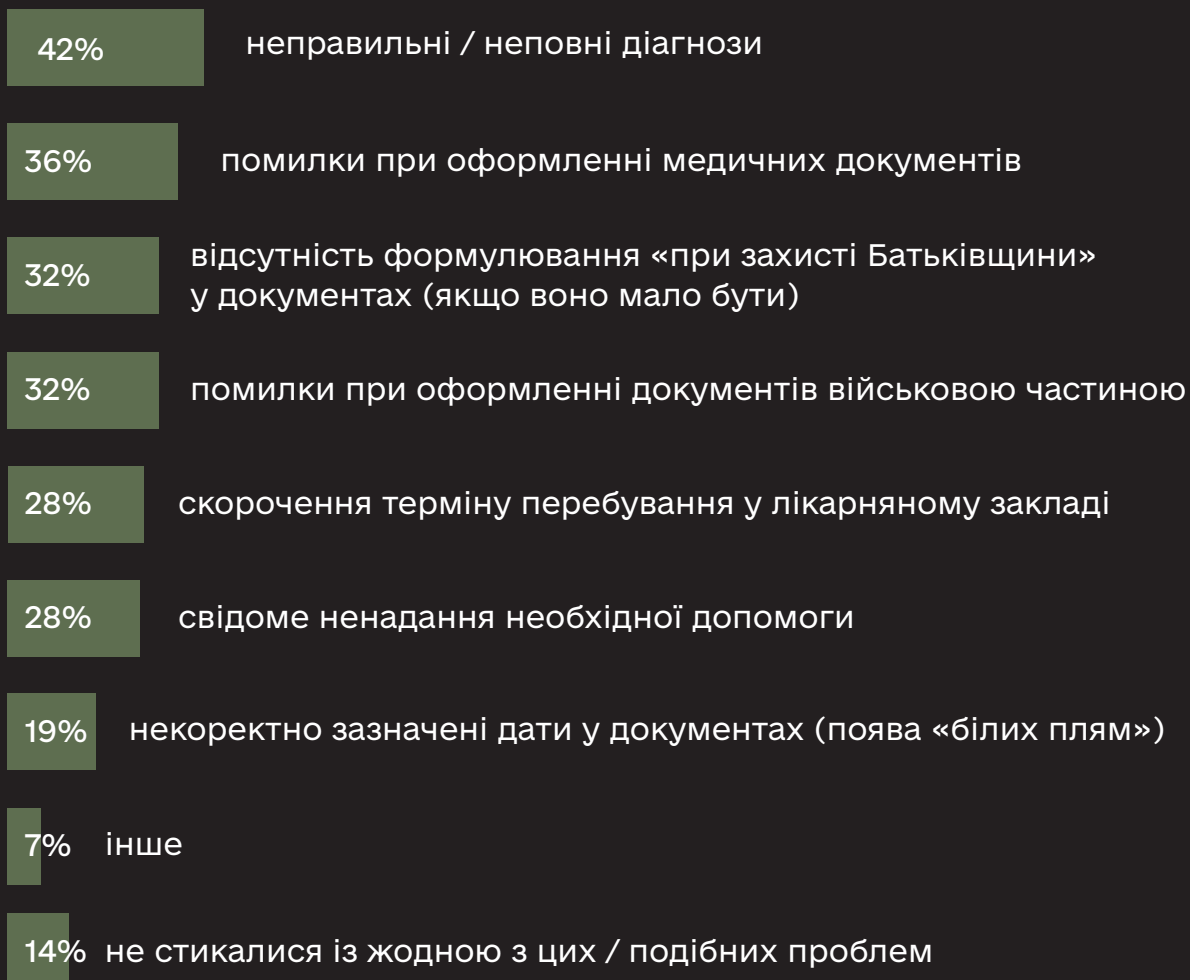 42% неправильні / неповні діагнози
36% помилки при оформленні медичних документів
32% відсутність формулювання «при захисті Батьківщини»
у документах (якщо воно мало бути)
32% помилки при оформленні документів військовою частиною
28% скорочення терміну перебування у лікарняному закладі
28% свідоме ненадання необхідної допомоги
19% некоректно зазначені дати у документах (поява «білих плям»)
7% інше
14% не стикалися із жодною з цих / подібних проблем